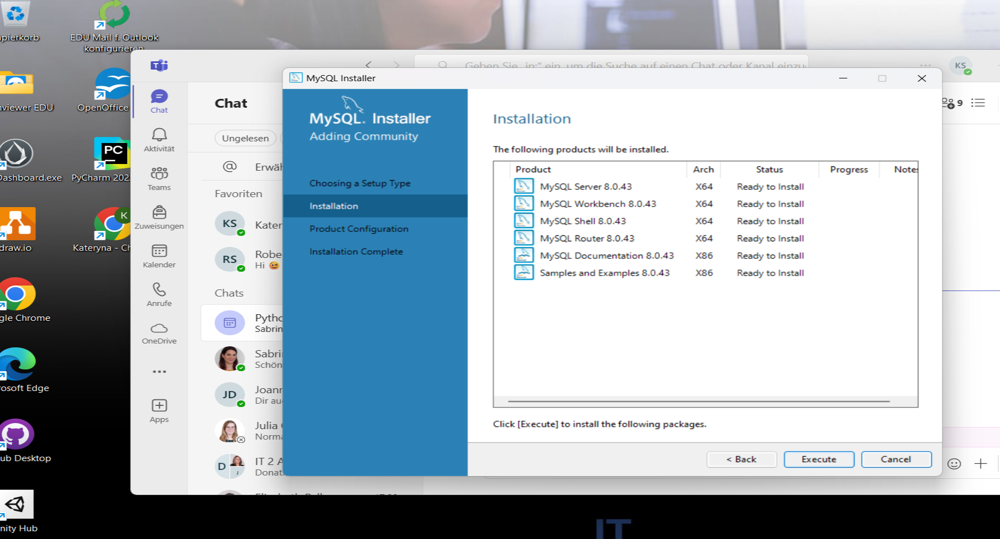 pierkorb
EDU Mail f. Outlook
konfigurieren
nviewer EDU
OpenOffice
Dashboard.exe
PyCharm 202
draw.io
Kateryna - Ch
gle Chrome
rosoft Edge
ub Desktop
nity Hub
Geben Sie „in:“ ein, um die Suche auf einen Chat oder Kanal einzu
KS
9
Chat
Aktivität
Teams
Zuweisungen
Kalender
Anrufe
OneDrive
Apps
Chat
Ungelesen
Erwäh
Favoriten
KS
Kater
RS
Robe
Hi 😊
Chats
Pytho
Sabrin
Sabri
Schön
JD
Joann
Dir au
Julia
Norma
D
J
IT 2 A
Donat
MySQL Installer
MySQL. Installer
Adding Community
Choosing a Setup Type
Installation
Product Configuration
Installation Complete
Installation
The following products will be installed.
Product Arch Status Progress Notes
MySQL Server 8.0.43 X64 Ready to Install
MySQL Workbench 8.0.43 X64 Ready to Install
MySQL Shell 8.0.43 X64 Ready to Install
MySQL Router 8.0.43 X64 Ready to Install
MySQL Documentation 8.0.43 X86 Ready to Install
Samples and Examples 8.0.43 X86 Ready to Install
Click [Execute] to install the following packages.
< Back
Execute
Cancel
IT